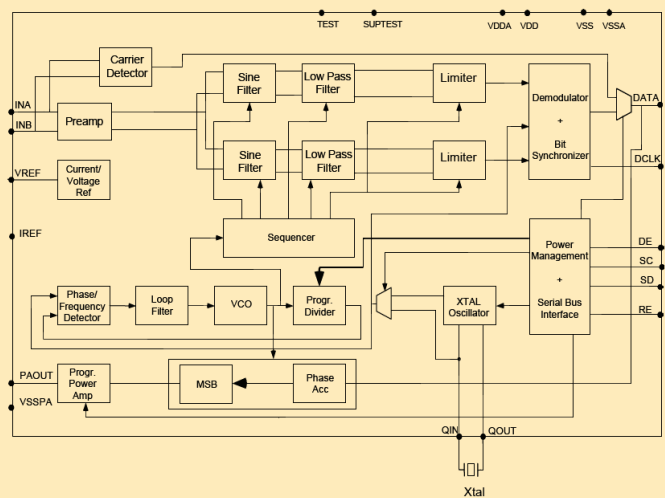 TEST
SUPTEST
VDDA
VDD
VSS
VSSA
Carrier
Detector
Sine
Filter
Low Pass
Filter
Limiter
Demodulator
+
Bit
Synchronizer
DATA
INA
INB
Preamp
VREF
Current/
Voltage
Ref
Sine
Filter
Low Pass
Filter
Limiter
DCLK
IREF
Sequencer
Power
Management
+
Serial Bus
Interface
DE
SC
SD
RE
Phase/
Frequency
Detector
Loop
Filter
VCO
Progr.
Divider
XTAL
Oscillator
PAOUT
VSSPA
Progr.
Power
Amp
MSB
Phase
Acc
QIN
QOUT
Xtal